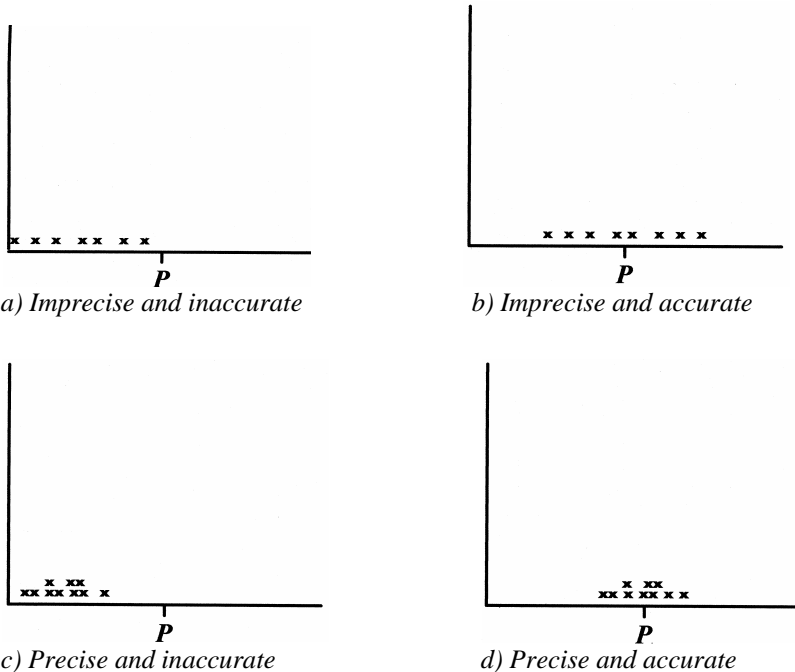 P
P
a) Imprecise and inaccurate
b) Imprecise and accurate
P
P
c) Precise and inaccurate
d) Precise and accurate